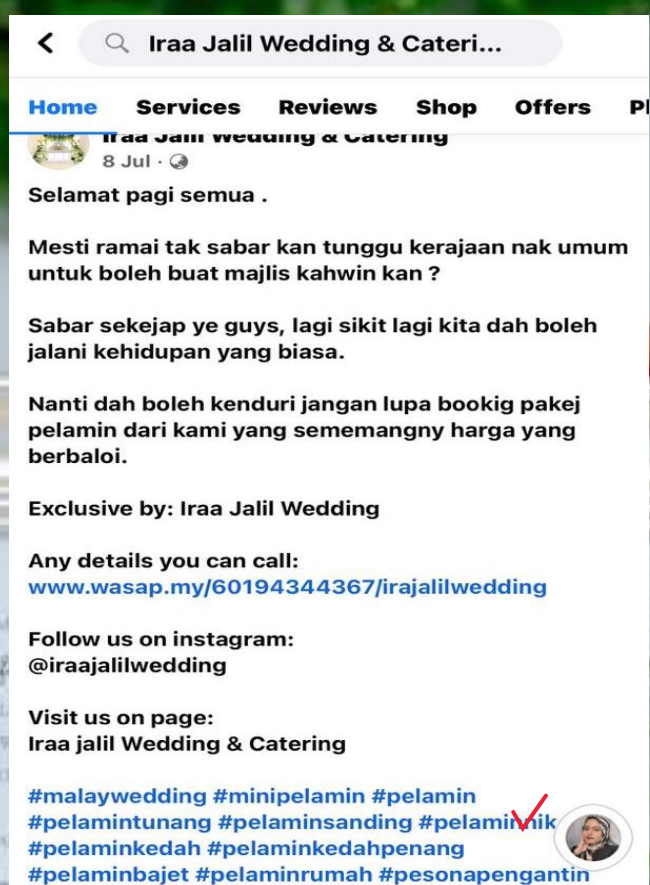 Iraa Jalil Wedding & Cateri...
Home Services Reviews Shop Offers
Iraa Jalil Wedding & Catering
8 Jul ·
Selamat pagi semua .
Mesti ramai tak sabar kan tunggu kerajaan nak umum
untuk boleh buat majlis kahwin kan ?
Sabar sekejap ye guys, lagi sikit lagi kita dah boleh
jalani kehidupan yang biasa.
Nanti dah boleh kenduri jangan lupa bookig pakej
pelamin dari kami yang sememangny harga yang
berbaloi.
Exclusive by: Iraa Jalil Wedding
Any details you can call:
www.wasap.my/60194344367/irajalilwedding
Follow us on instagram:
@iraajalilwedding
Visit us on page:
Iraa jalil Wedding & Catering
#malaywedding #minipelamin #pelamin
#pelamintunang #pelaminsanding #pelaminnik
#pelaminkedah #pelaminkedahpenang
#pelaminbajet #pelaminrumah #pesonapengantin